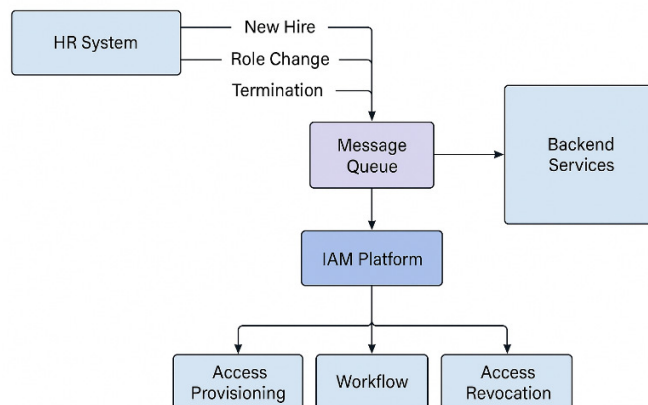 HR System
New Hire
Role Change
Termination
Message
Queue
Backend
Services
IAM Platform
Access
Provisioning
Workflow
Access
Revocation